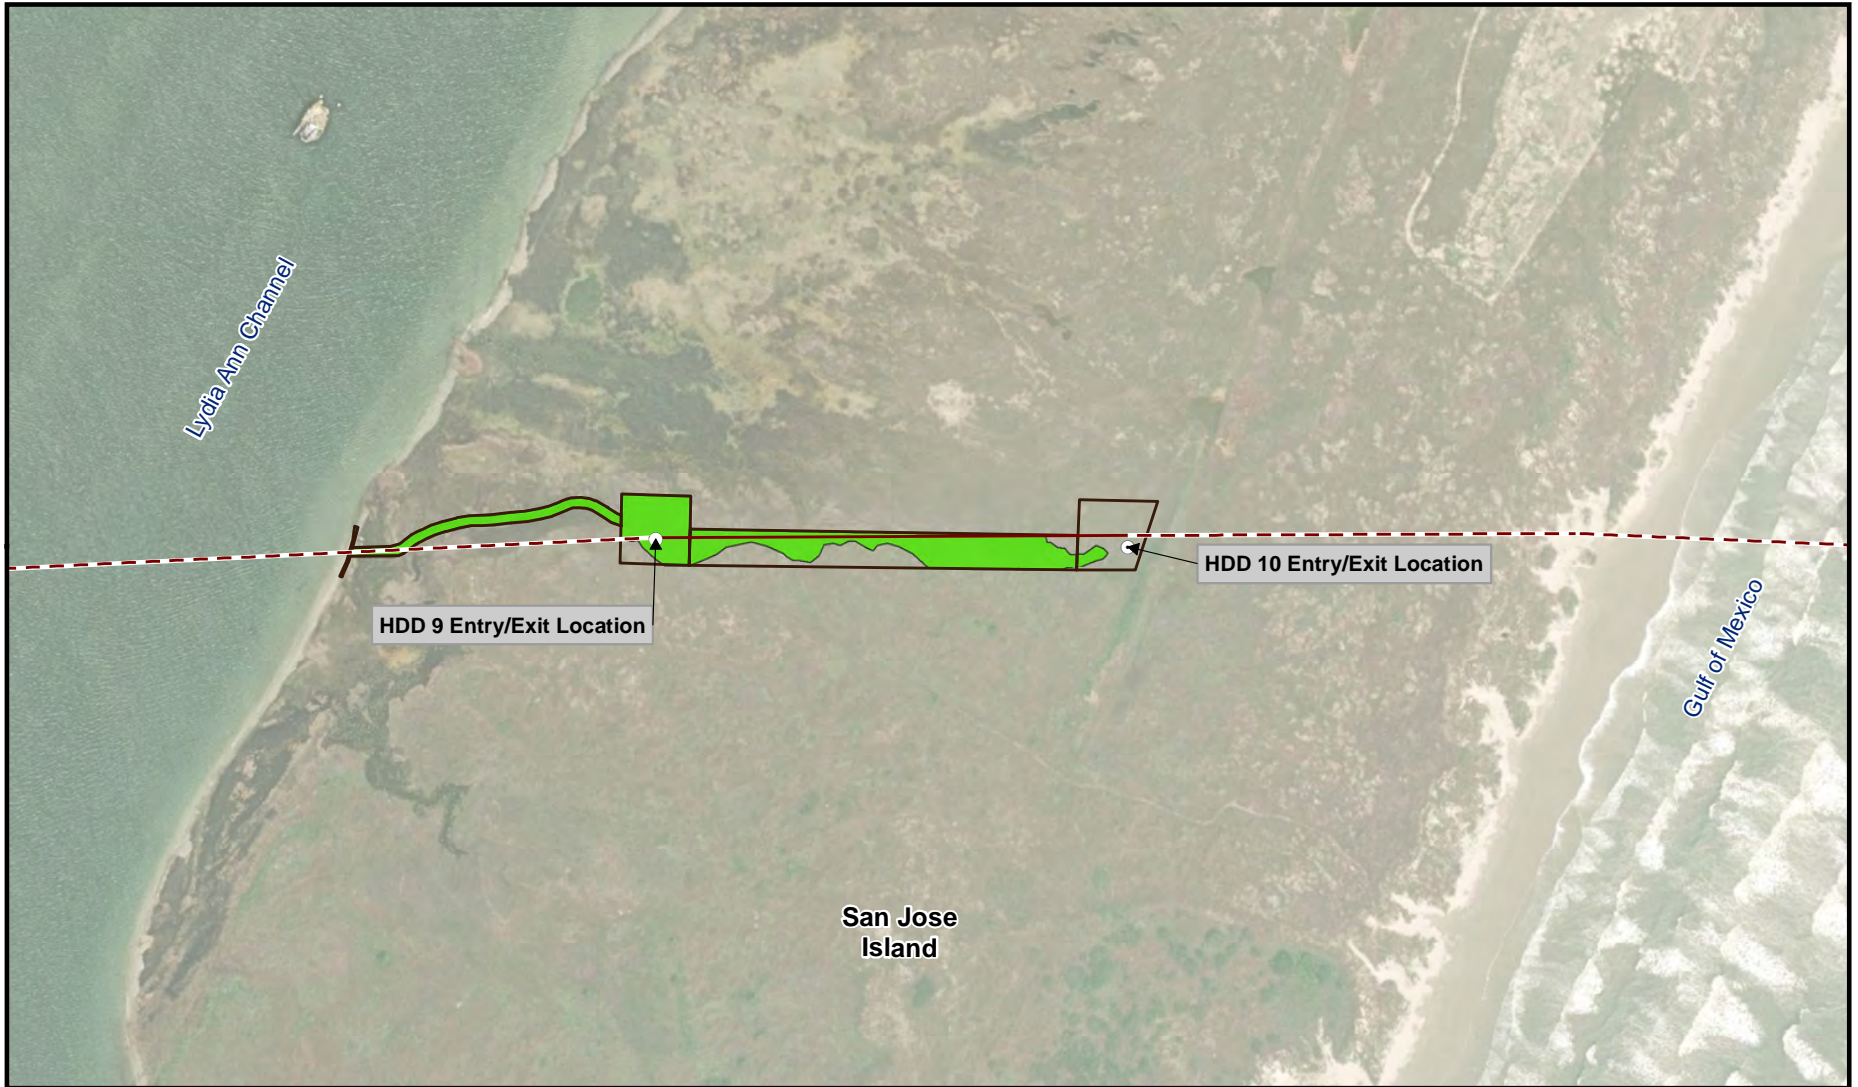 Lydia Ann Channel
HDD 10 Entry/Exit Location
HDD 9 Entry/Exit Location
Gulf of Mexico
San Jose
Island